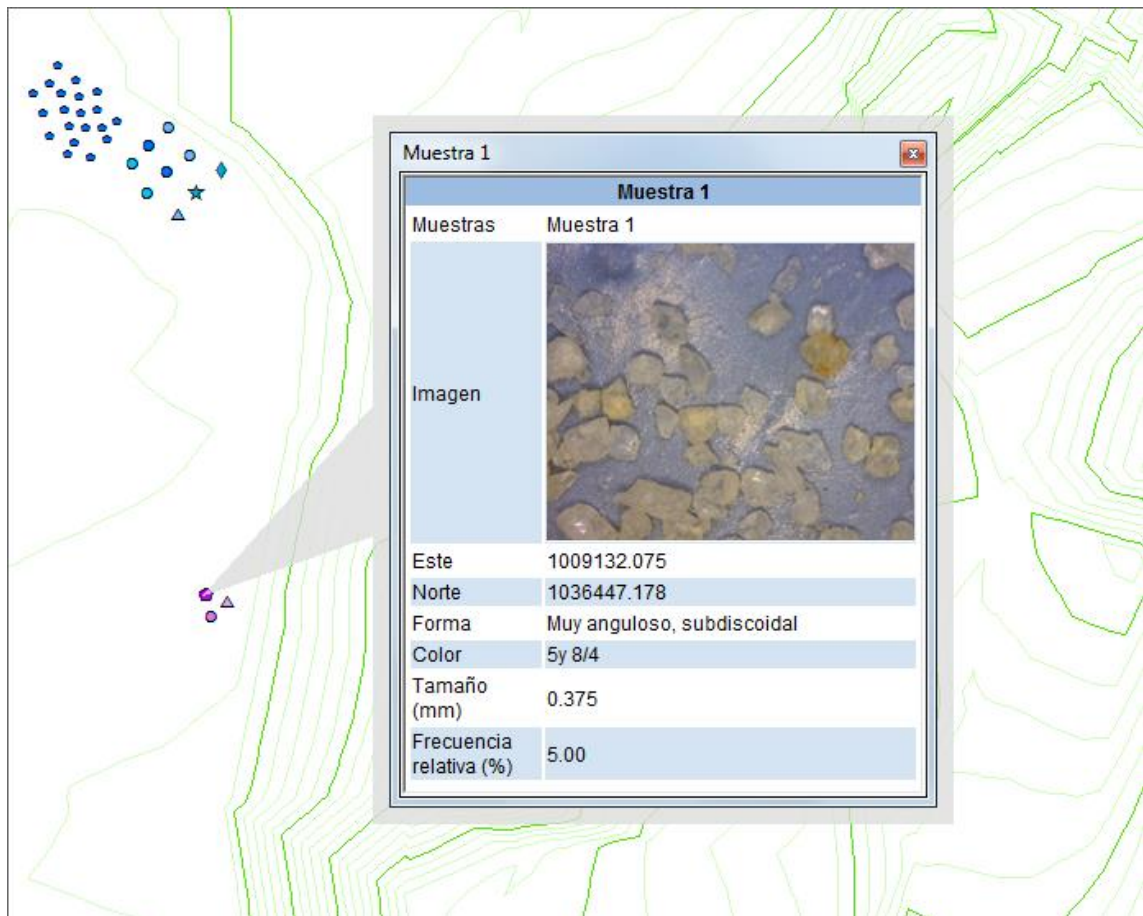 Muestra 1
Muestra 1
Muestras Muestra 1
Imagen
Este 1009132.075
Norte 1036447.178
Forma Muy anguloso, subdiscoidal
Color 5y 8/4
Tamaño
(mm) 0.375
Frecuencia
relativa (%) 5.00